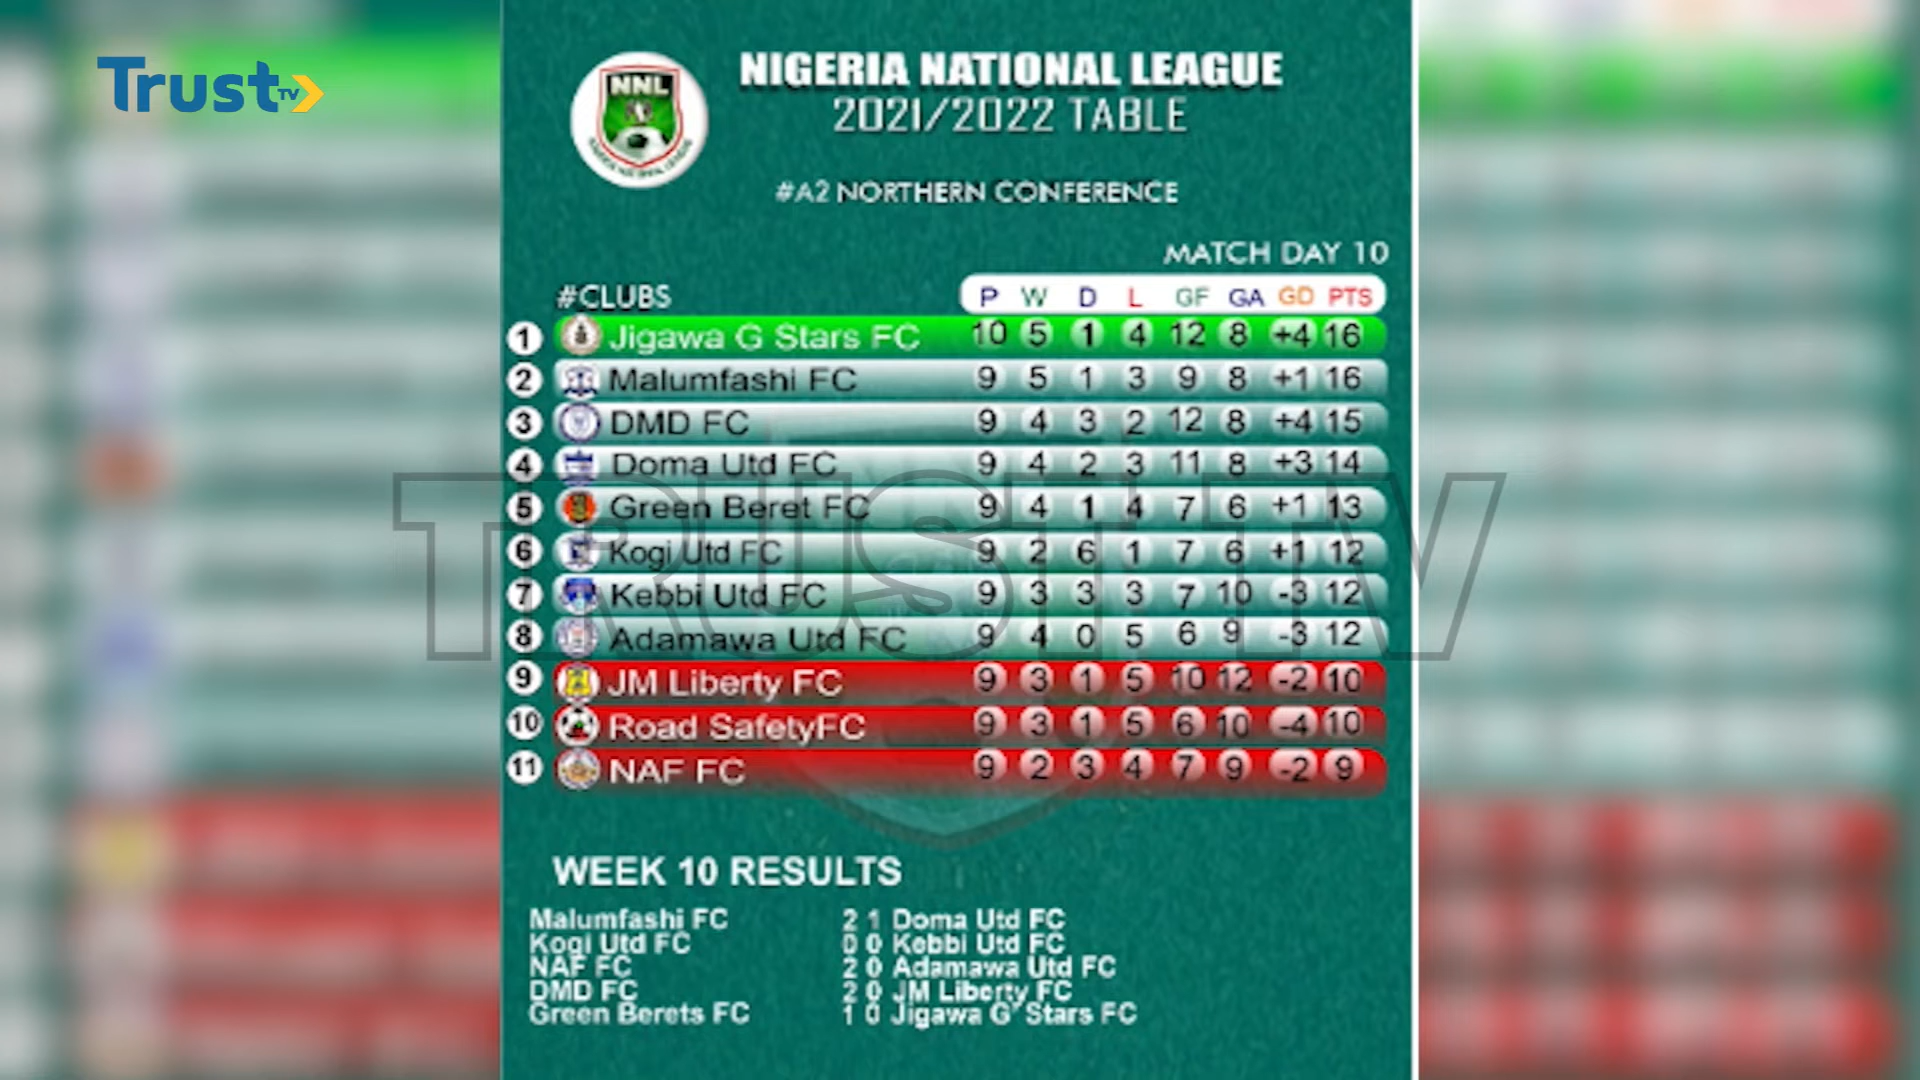 Trust TV
NNL
NIGERIA NATIONAL LEAGUE
2021/2022 TABLE
#A2 NORTHERN CONFERENCE
MATCH DAY 10
#CLUBS P W D L GF GA GD PTS
1 Jigawa G Stars FC 10 5 1 4 12 8 +4 16
2 Malumfashi FC 9 5 1 3 9 8 +1 16
3 DMD FC 9 4 3 2 12 8 +4 15
4 Doma Utd FC 9 4 2 3 11 8 +3 14
5 Green Beret FC 9 4 1 4 7 6 +1 13
6 Kogi Utd FC 9 2 6 1 7 6 +1 12
7 Kebbi Utd FC 9 3 3 3 7 10 -3 12
8 Adamawa Utd FC 9 4 0 5 6 9 -3 12
9 JM Liberty FC 9 3 1 5 10 12 -2 10
10 Road SafetyFC 9 3 1 5 6 10 -4 10
11 NAF FC 9 2 3 4 7 9 -2 9
TRUST TV
WEEK 10 RESULTS
Malumfashi FC 2 1 Doma Utd FC
Kogi Utd FC 0 0 Kebbi Utd FC
NAF FC 2 0 Adamawa Utd FC
DMD FC 2 0 JM Liberty FC
Green Berets FC 1 0 Jigawa G' Stars FC